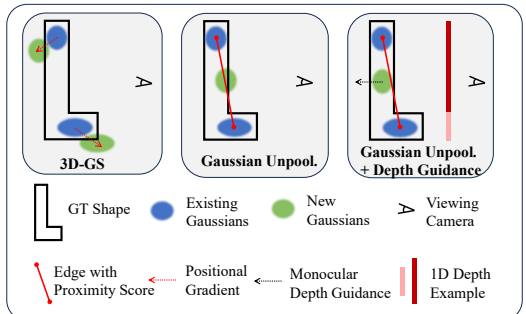 3D-GS
Gaussian Unpool.
Gaussian Unpool.
+ Depth Guidance
GT Shape
Existing
Gaussians
New
Gaussians
Viewing
Camera
Edge with
Proximity Score
Positional
Gradient
Monocular
Depth Guidance
1D Depth
Example